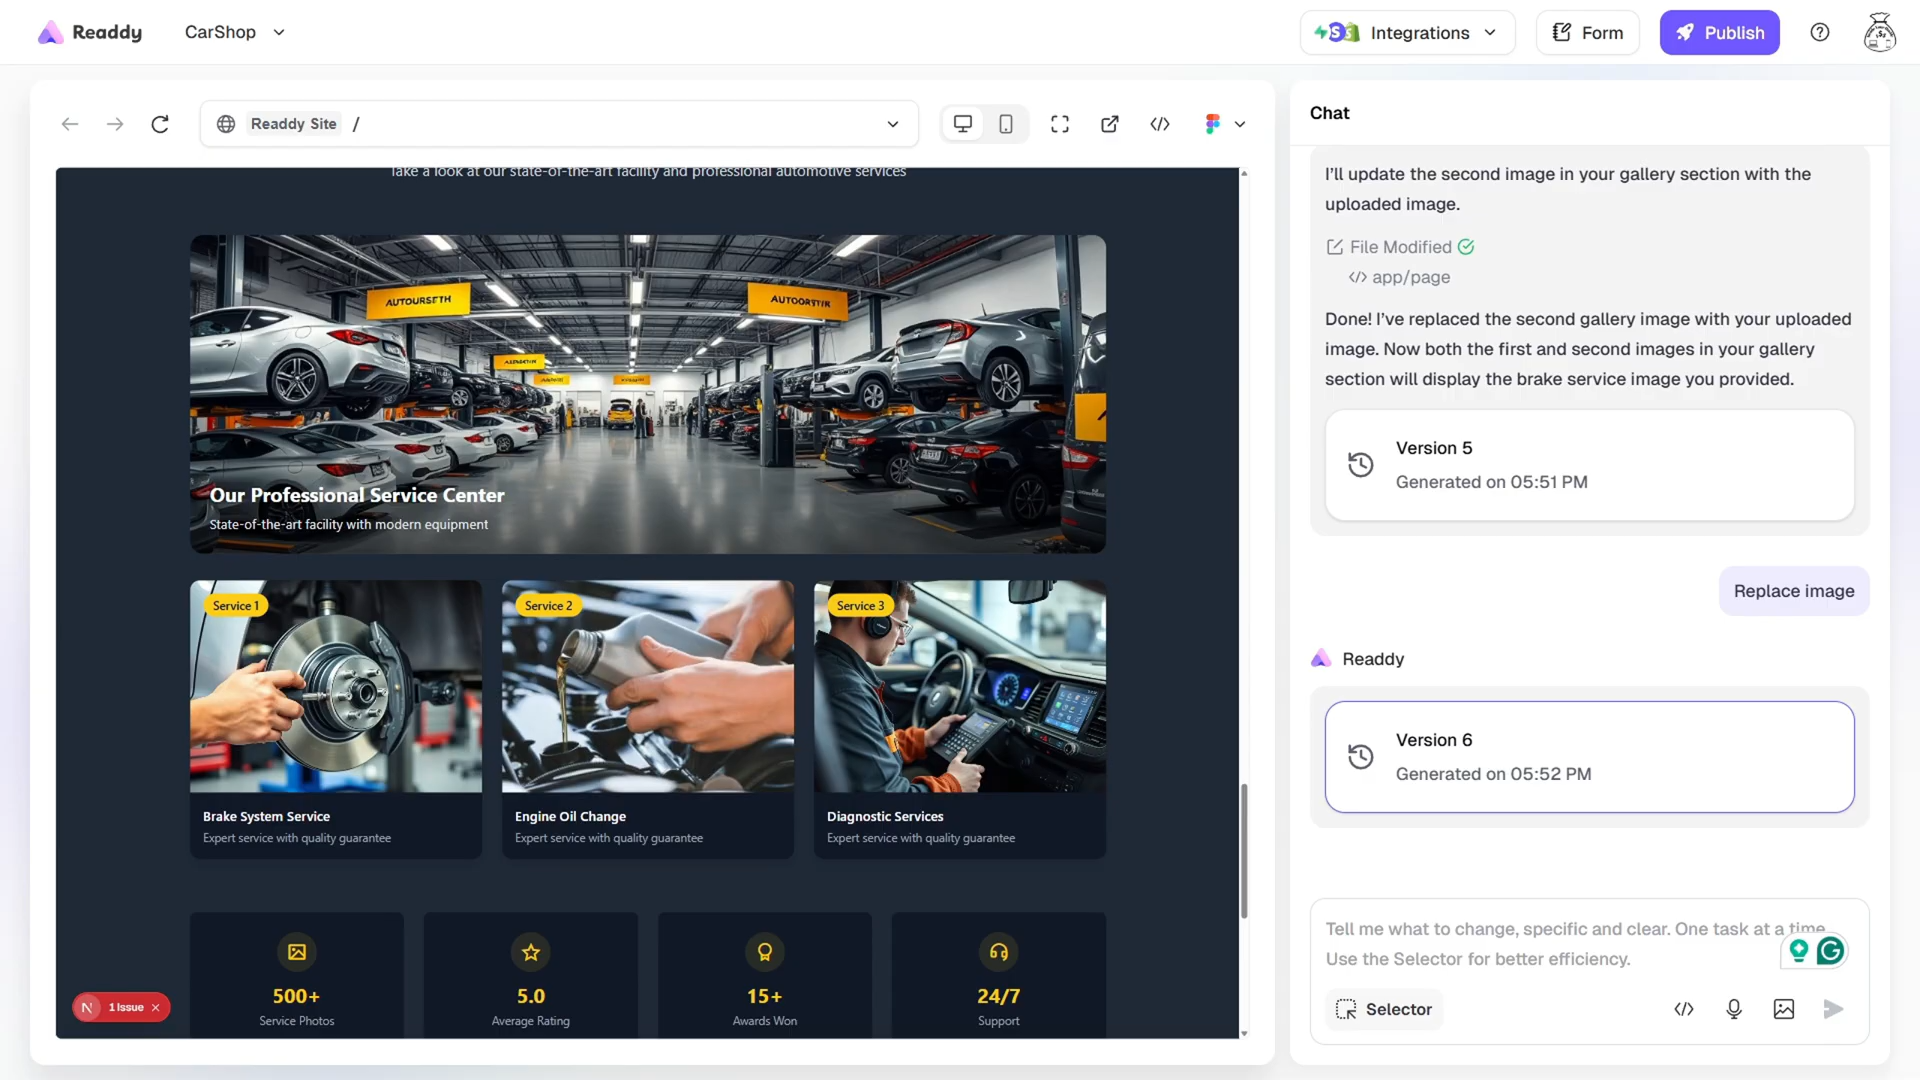 Readdy
CarShop
Integrations
Form
Publish
Readdy Site /
Take a look at our state-of-the-art facility and professional automotive services
AUTOURSETH
Our Professional Service Center
State-of-the-art facility with modern equipment
Service 1
Service 2
Service 3
Brake System Service
Expert service with quality guarantee
Engine Oil Change
Expert service with quality guarantee
Diagnostic Services
Expert service with quality guarantee
500+
Service Photos
5.0
Average Rating
15+
Awards Won
24/7
Support
N 1 Issue
Chat
I'll update the second image in your gallery section with the
uploaded image.
File Modified
</> app/page
Done! I've replaced the second gallery image with your uploaded
image. Now both the first and second images in your gallery
section will display the brake service image you provided.
Version 5
Generated on 05:51 PM
Replace image
Readdy
Version 6
Generated on 05:52 PM
Tell me what to change, specific and clear. One task at a time.
Use the Selector for better efficiency.
Selector